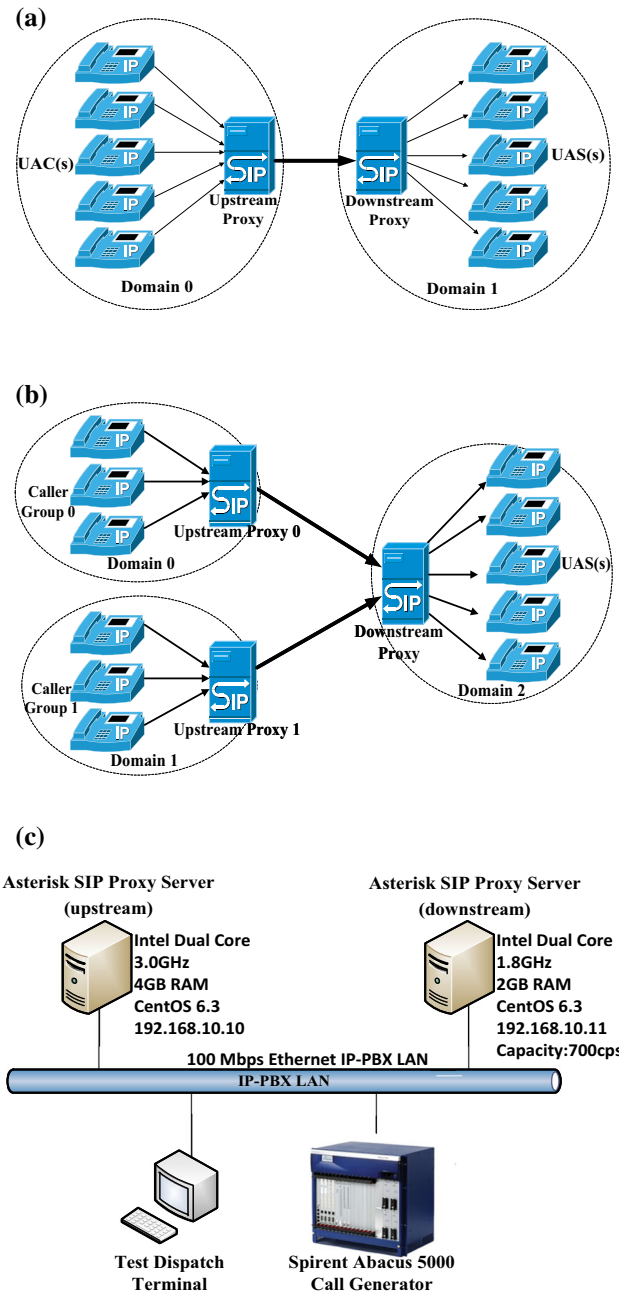 (a)
IP
IP
UAC(s)
IP
IP
IP
SIP
Upstream
Proxy
Domain 0
SIP
Downstream
Proxy
IP
IP
IP
UAS(s)
IP
IP
Domain 1
(b)
IP
Caller
Group 0
IP
IP
Domain 0
SIP
Upstream Proxy 0
IP
Caller
Group 1
IP
IP
Domain 1
SIP
Upstream Proxy 1
SIP
Downstream
Proxy
IP
IP
IP
UAS(s)
IP
IP
Domain 2
(c)
Asterisk SIP Proxy Server
(upstream)
Intel Dual Core
3.0GHz
4GB RAM
CentOS 6.3
192.168.10.10
Asterisk SIP Proxy Server
(downstream)
Intel Dual Core
1.8GHz
2GB RAM
CentOS 6.3
192.168.10.11
Capacity:700cps
100 Mbps Ethernet IP-PBX LAN
IP-PBX LAN
Test Dispatch
Terminal
Spirent Abacus 5000
Call Generator